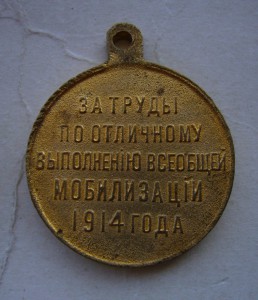 ЗА ТРУДЫ
ПО ОТЛИЧНОМУ
ВЫПОЛНЕНІЮ ВСЕОБЩЕЙ
МОБИЛИЗАЦІИ
1914 ГОДА